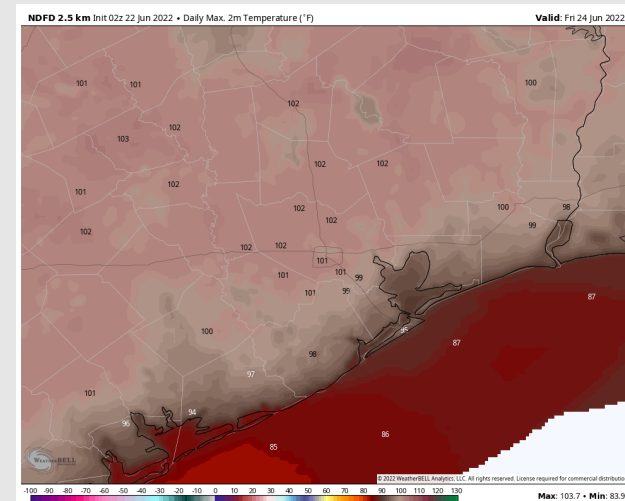 NDFD 2.5 km Init 02z 22 Jun 2022 • Daily Max. 2m Temperature (°F)
Valid: Fri 24 Jun 2022
101 101 100
102
103 102
102 102
101 102
102 100 98
102 99
102
102 102
101
101 101 99
101 99
87
100 95
87
98
97
101
94
96
86
85
WeatherBELL
© 2022 WeatherBELL Analytics, LLC. All rights reserved. License required for commercial distributio
-100 -90 -80 -70 -60 -50 -40 -30 -20 -10 0 10 20 30 40 50 60 70 80 90 100 110 120 130
Max: 103.7 • Min: 83.9